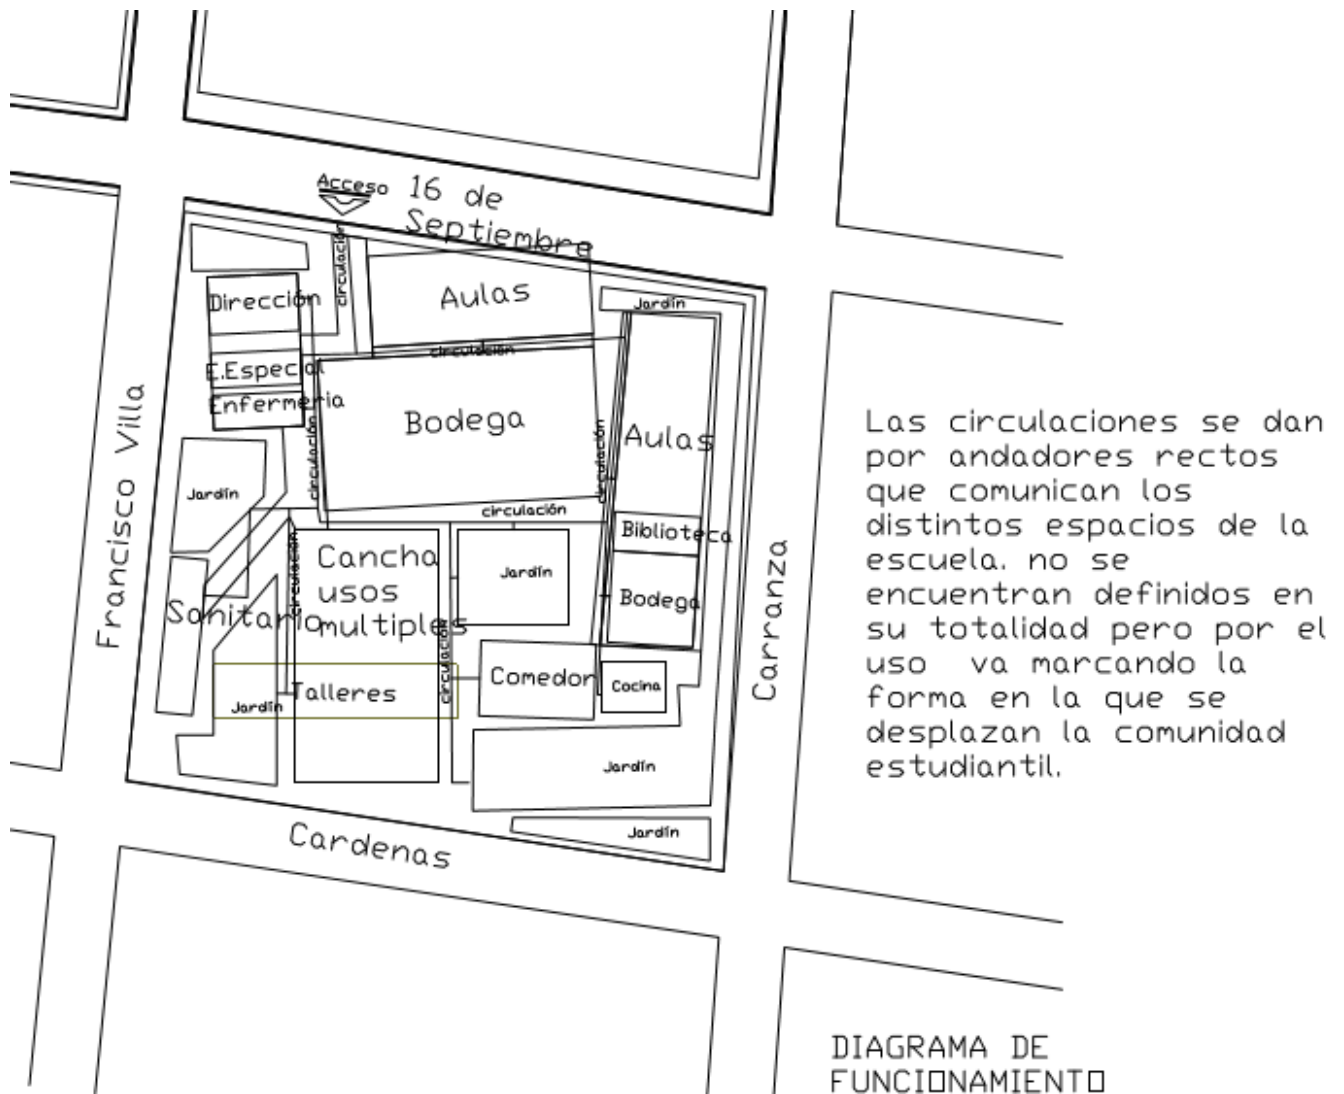 Acceso
16 de
Septiembre
circulación
Dirección
Aulas
Jardín
circulación
E.Especial
Enfermeria
Bodega
Aulas
circulación
circulación
Jardín
circulación
Biblioteca
Cancha
usos
multiples
circulación
Jardín
Bodega
Sanitario
circulación
Talleres
Comedor
Cocina
Jardín
Jardín
Jardín
Francisco Villa
Carranza
Cardenas
Las circulaciones se dan
por andadores rectos
que comunican los
distintos espacios de la
escuela. no se
encuentran definidos en
su totalidad pero por el
uso va marcando la
forma en la que se
desplazan la comunidad
estudiantil.
DIAGRAMA DE
FUNCIONAMIENTO